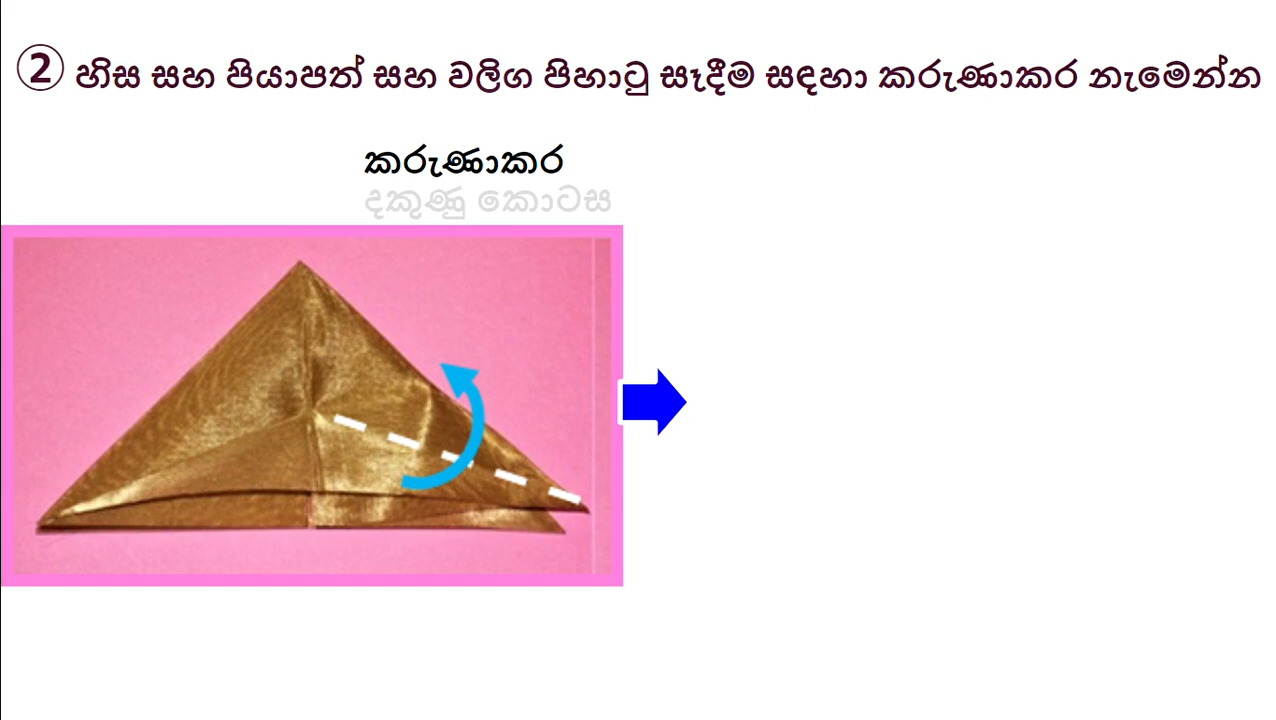 ② හිස සහ පියාපත් සහ වලිග පිහාටු සෑදීම සඳහා කරුණාකර නැමෙන්න
කරුණාකර
දකුණු කොටස